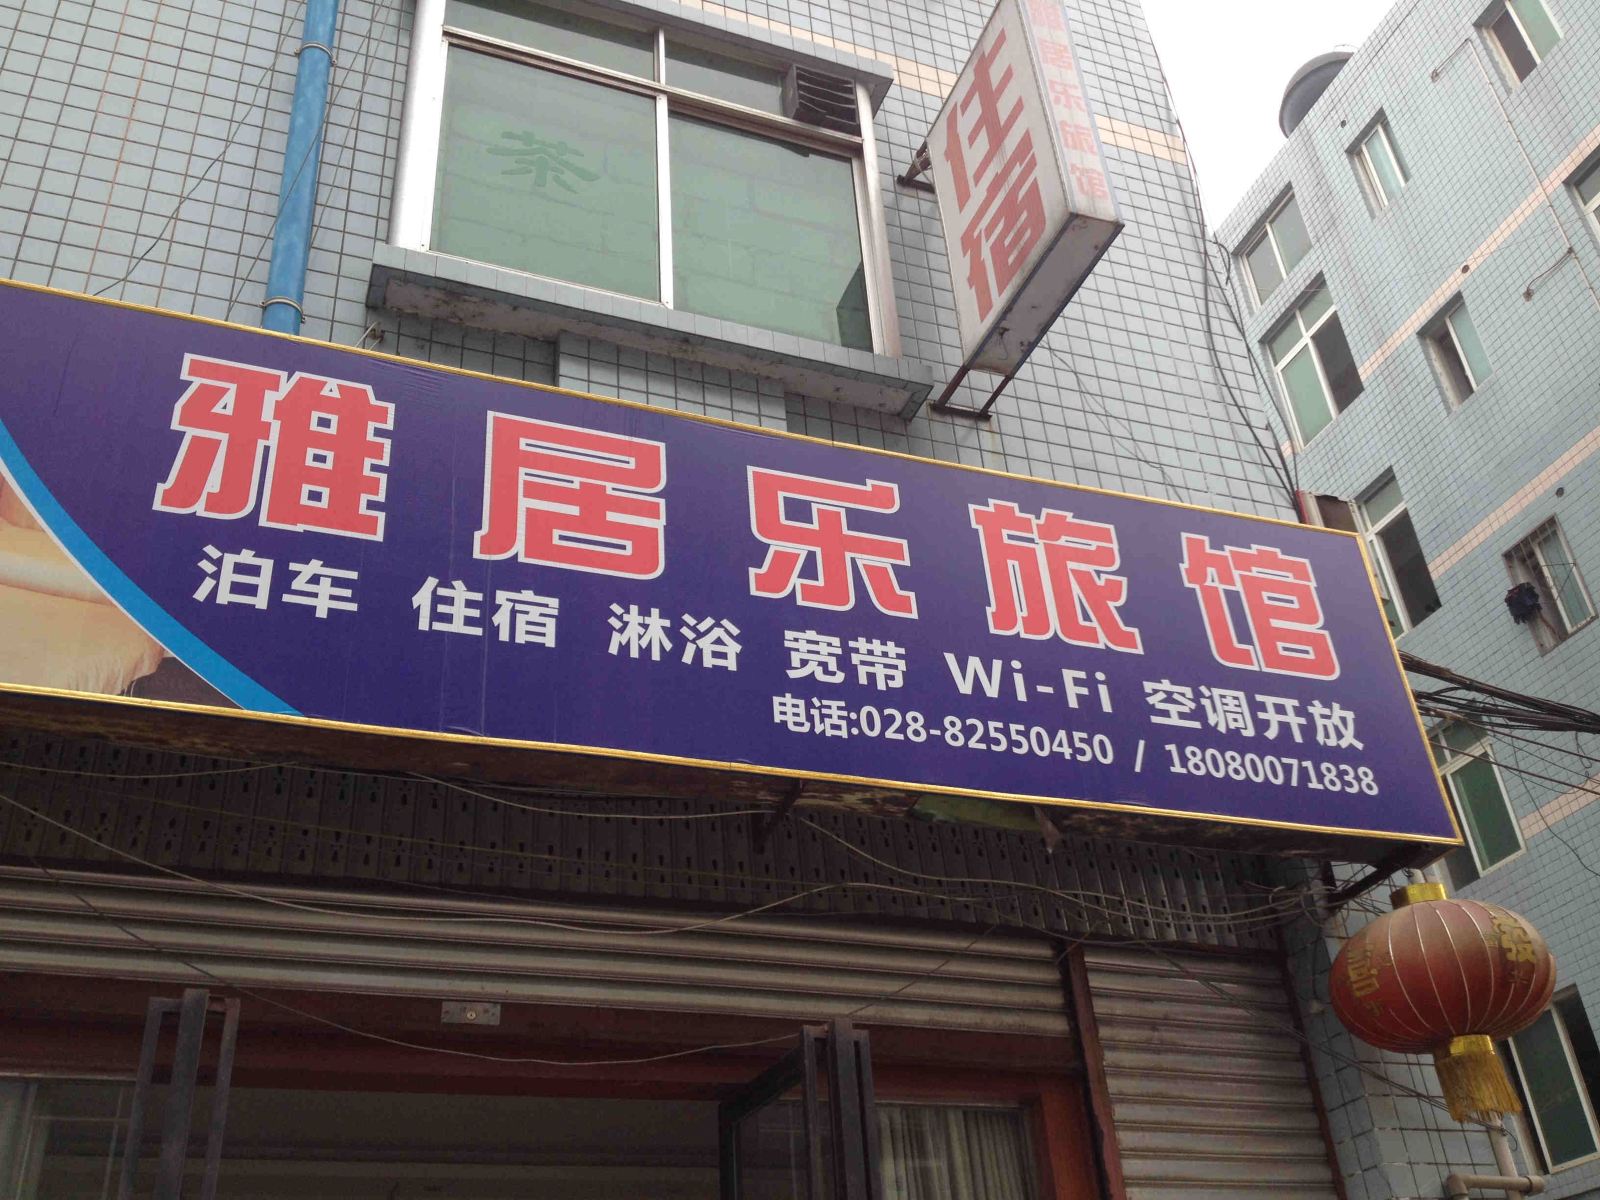 茶
住宿
雅居乐旅馆
雅居乐旅馆
泊车 住宿 淋浴 宽带 Wi-Fi 空调开放
电话:028-82550450 / 18080071838